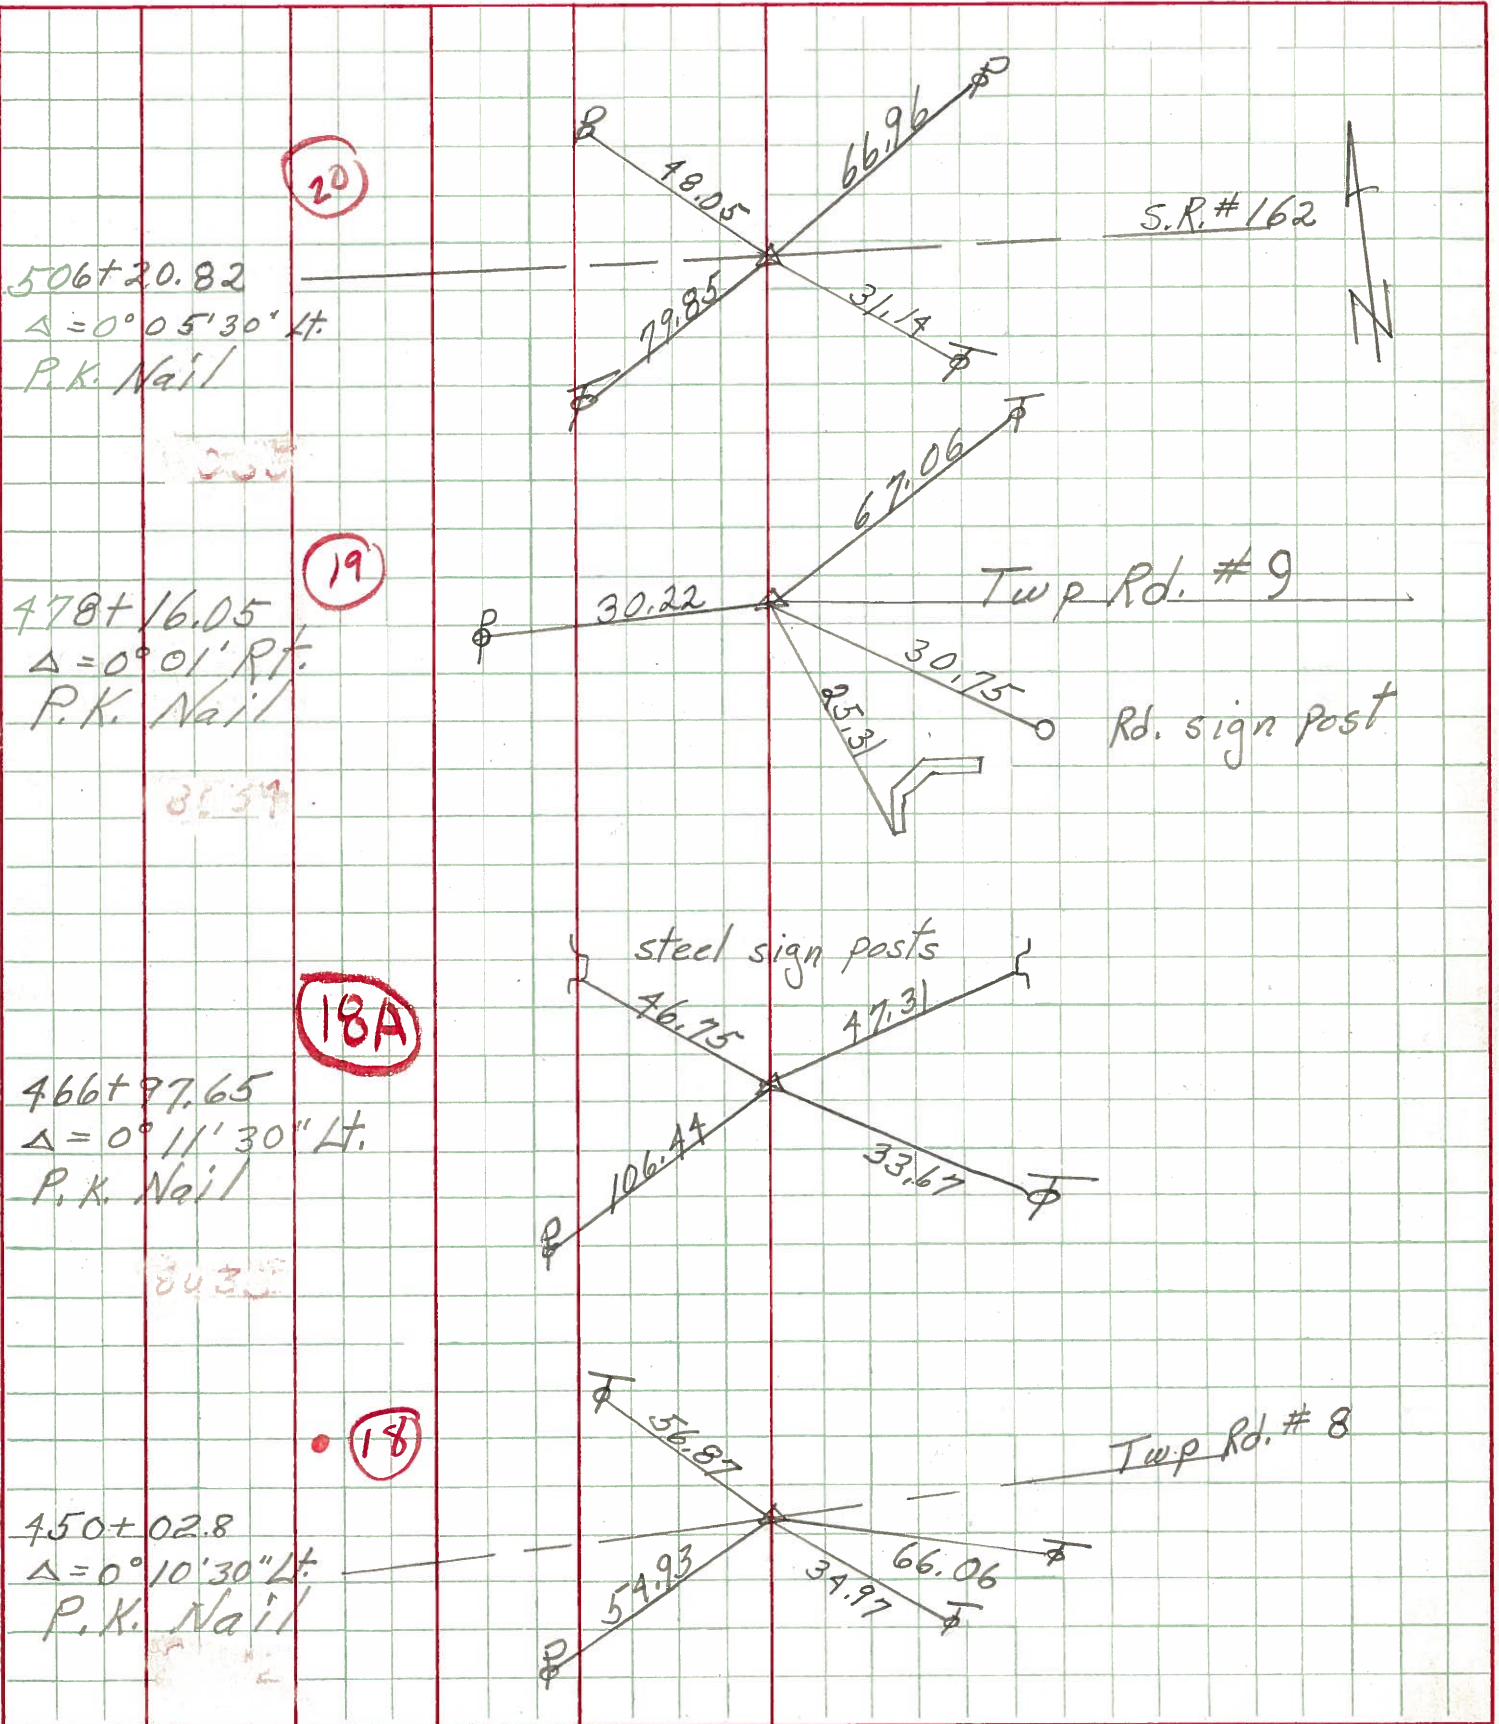 20
48.05
66.96
S.R. # 162
N
506+20.82
Δ = 0° 05' 30" Lt.
P.K. Nail
79.85
31.14
T
T
67.06
T
19
478+16.05
Δ = 0° 01' Rt.
P.K. Nail
P
30.22
Twp Rd. # 9
30.75
25.31
Rd. sign post
steel sign posts
18A
46.75
47.31
466+97.65
Δ = 0° 11' 30" Lt.
P.K. Nail
106.44
33.67
P
T
T
18
56.87
Twp Rd. # 8
450+02.8
Δ = 0° 10' 30" Lt.
P.K. Nail
54.93
34.97
66.06
P
T
T